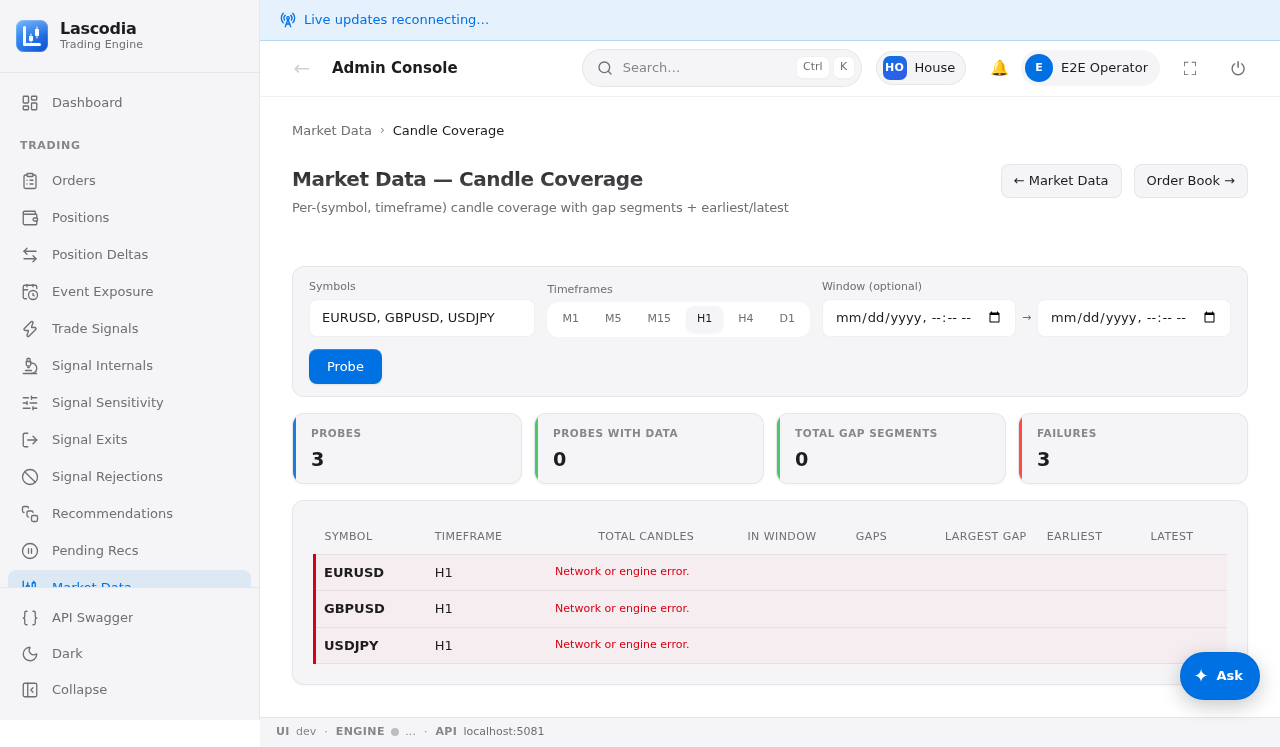 Lascodia
Trading Engine
Dashboard
TRADING
Orders
Positions
Position Deltas
Event Exposure
Trade Signals
Signal Internals
Signal Sensitivity
Signal Exits
Signal Rejections
Recommendations
Pending Recs
Market Data
API Swagger
Dark
Collapse
Live updates reconnecting…
← Admin Console
Search... Ctrl K
HO House
🔔
E E2E Operator
Market Data › Candle Coverage
Market Data — Candle Coverage
Per-(symbol, timeframe) candle coverage with gap segments + earliest/latest
← Market Data
Order Book →
Symbols
EURUSD, GBPUSD, USDJPY
Timeframes
M1 M5 M15 H1 H4 D1
Window (optional)
mm/dd/yyyy, --:-- -- → mm/dd/yyyy, --:-- --
Probe
PROBES
3
PROBES WITH DATA
0
TOTAL GAP SEGMENTS
0
FAILURES
3
SYMBOL TIMEFRAME TOTAL CANDLES IN WINDOW GAPS LARGEST GAP EARLIEST LATEST
EURUSD H1 Network or engine error.
GBPUSD H1 Network or engine error.
USDJPY H1 Network or engine error.
Ask
UI dev · ENGINE ... · API localhost:5081